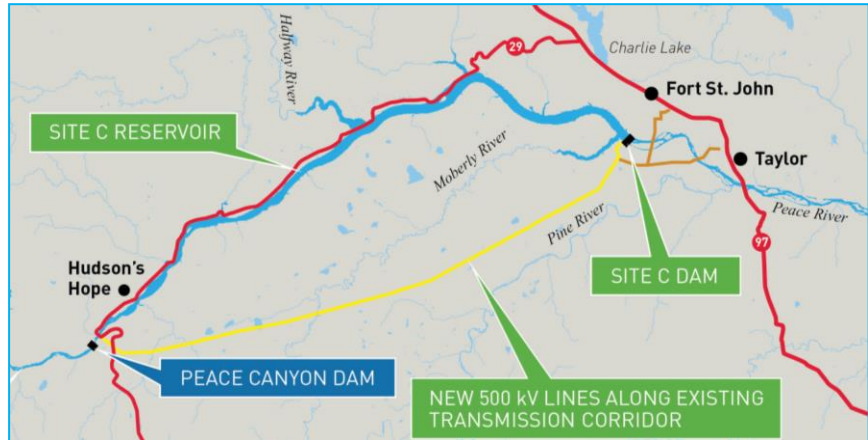 Halfway River
29
Charlie Lake
Fort St. John
SITE C RESERVOIR
Moberly River
Taylor
Pine River
Peace River
97
Hudson's
Hope
SITE C DAM
PEACE CANYON DAM
NEW 500 kV LINES ALONG EXISTING
TRANSMISSION CORRIDOR